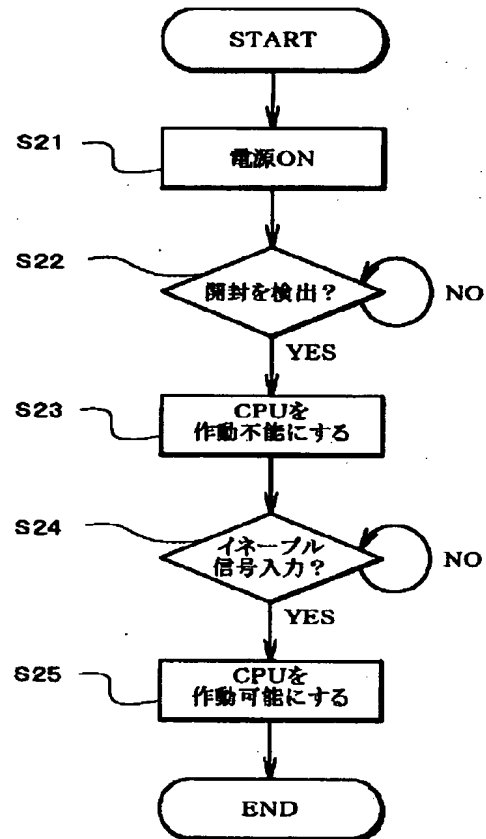 START
S21
電源ON
S22
開封を検出?
NO
YES
S23
CPUを
作動不能にする
S24
イネーブル
信号入力?
NO
YES
S25
CPUを
作動可能にする
END